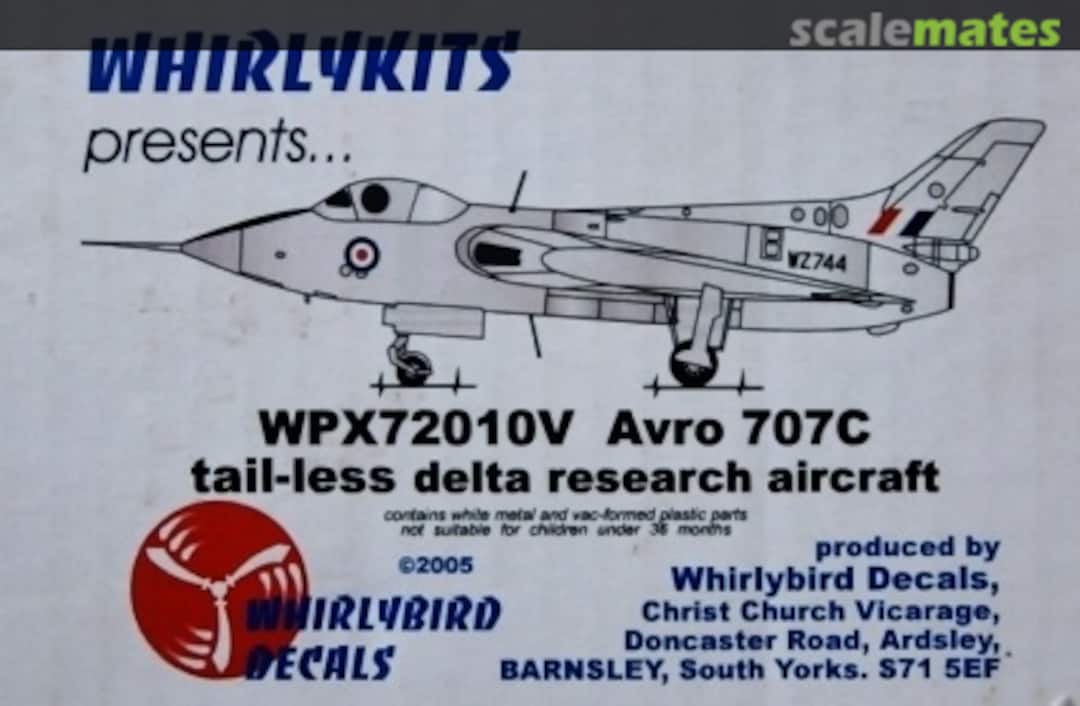 scalemates
WHIRLYKITS
presents...
WZ744
WPX72010V Avro 707C
tail-less delta research aircraft
contains white metal and vac-formed plastic parts
not suitable for children under 36 months
©2005
WHIRLYBIRD
DECALS
produced by
Whirlybird Decals,
Christ Church Vicarage,
Doncaster Road, Ardsley,
BARNSLEY, South Yorks. S71 5EF